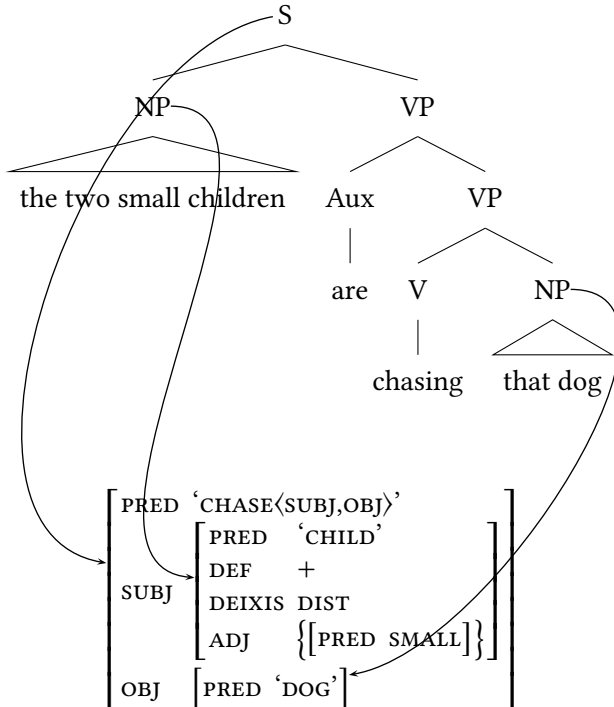 S
NP VP
the two small children Aux VP
are V NP
chasing that dog
PRED ‘CHASE⟨SUBJ,OBJ⟩’
PRED ‘CHILD’
DEF +
SUBJ
DEIXIS DIST
ADJ {[PRED SMALL]}
OBJ [PRED ‘DOG’]